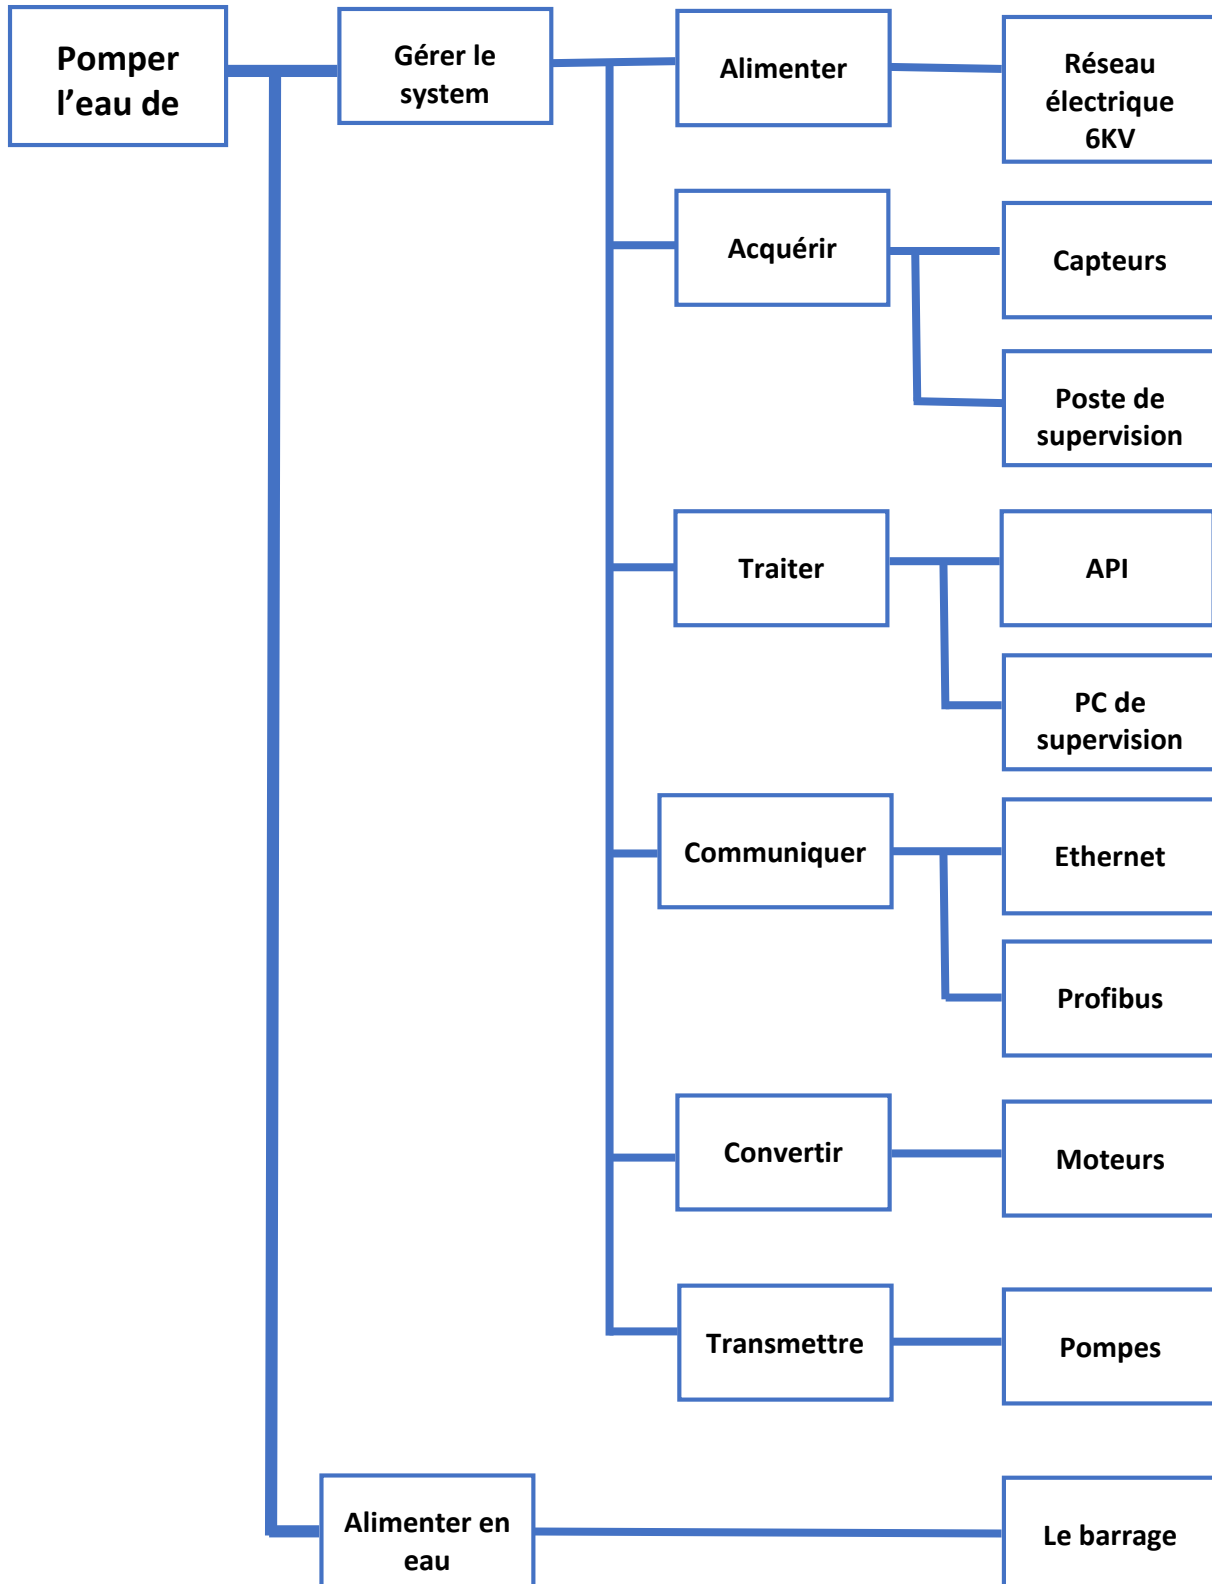 Pomper
l’eau de
Gérer le
system
Alimenter
Réseau
électrique
6KV
Acquérir
Capteurs
Poste de
supervision
Traiter
API
PC de
supervision
Communiquer
Ethernet
Profibus
Convertir
Moteurs
Transmettre
Pompes
Alimenter en
eau
Le barrage